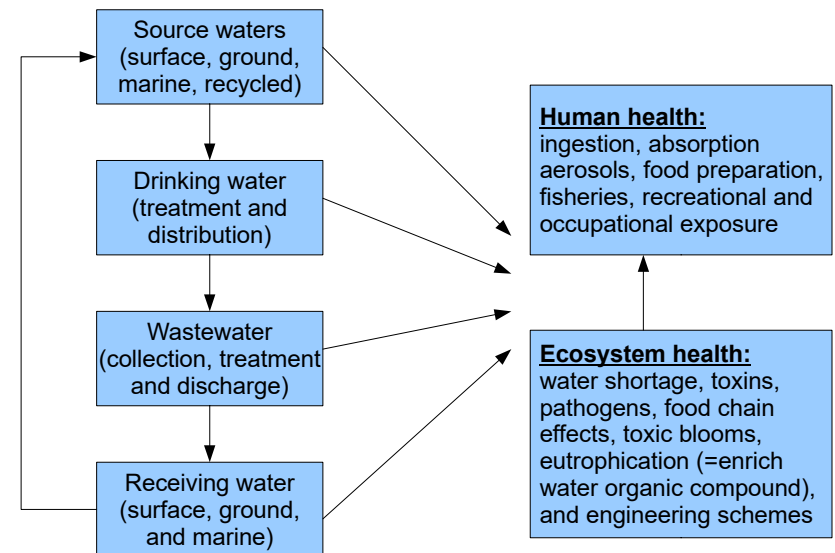 Source waters
(surface, ground,
marine, recycled)
Drinking water
(treatment and
distribution)
Wastewater
(collection, treatment
and discharge)
Receiving water
(surface, ground,
and marine)
Human health:
ingestion, absorption
aerosols, food preparation,
fisheries, recreational and
occupational exposure
Ecosystem health:
water shortage, toxins,
pathogens, food chain
effects, toxic blooms,
eutrophication (=enrich
water organic compound),
and engineering schemes